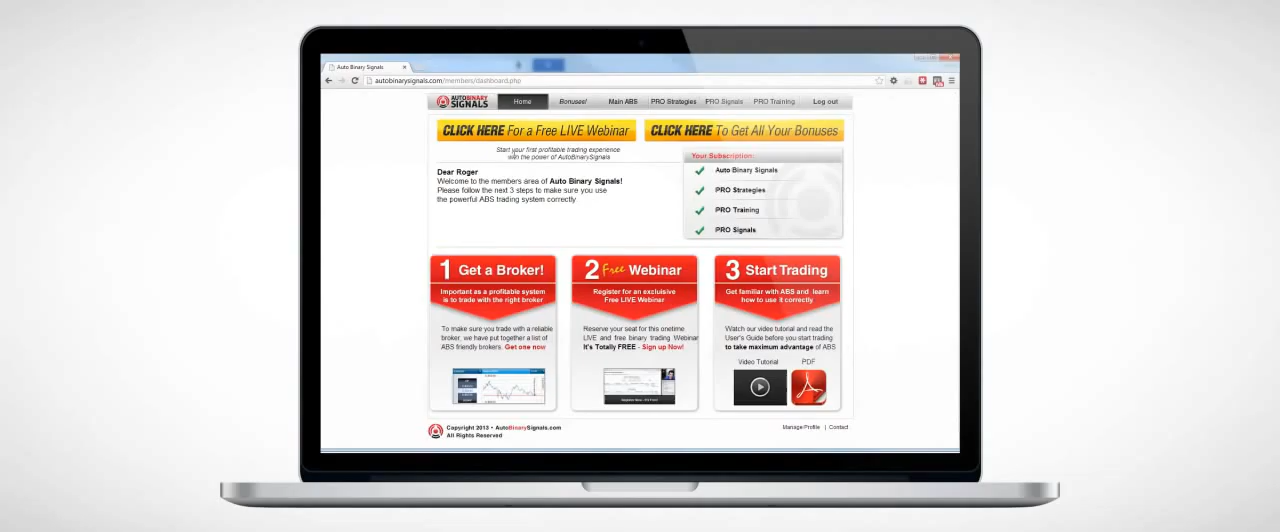 Auto Binary Signals
autobinarysignals.com/members/dashboard.php
AUTOBINARY
SIGNALS
Home
Bonuses!
Main ABS
PRO Strategies
PRO Signals
PRO Training
Log out
CLICK HERE For a Free LIVE Webinar
CLICK HERE To Get All Your Bonuses
Start your first profitable trading experience
with the power of AutoBinarySignals
Dear Roger
Welcome to the members area of Auto Binary Signals!
Please follow the next 3 steps to make sure you use
the powerful ABS trading system correctly
Your Subscription
Auto Binary Signals
PRO Strategies
PRO Training
PRO Signals
1 Get a Broker!
Important as a profitable system
is to trade with the right broker
To make sure you trade with a reliable
broker, we have put together a list of
ABS friendly brokers. Get one now
2 Free Webinar
Register for an exclusive
Free LIVE Webinar
Reserve your seat for this onetime
LIVE and free binary trading Webinar
It's Totally FREE - Sign up Now!
3 Start Trading
Get familiar with ABS and learn
how to use it correctly
Watch our video tutorial and read the
User's Guide before you start trading
to take maximum advantage of ABS
Video Tutorial
PDF
Copyright 2013 • AutoBinarySignals.com
All Rights Reserved
Manage Profile | Contact